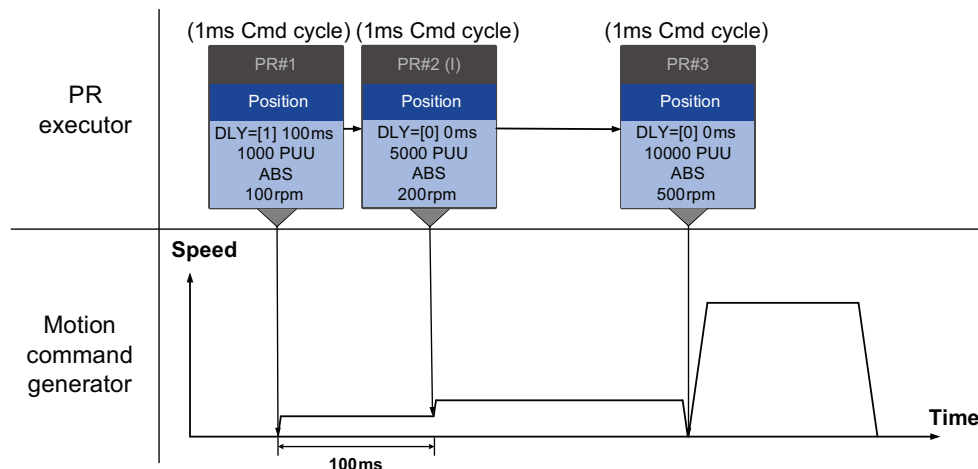 (1ms Cmd cycle)
(1ms Cmd cycle)
(1ms Cmd cycle)
PR
executor
PR#1
Position
DLY=[1] 100ms
1000 PUU
ABS
100rpm
PR#2 (I)
Position
DLY=[0] 0ms
5000 PUU
ABS
200rpm
PR#3
Position
DLY=[0] 0ms
10000 PUU
ABS
500rpm
Motion
command
generator
Speed
Time
100ms